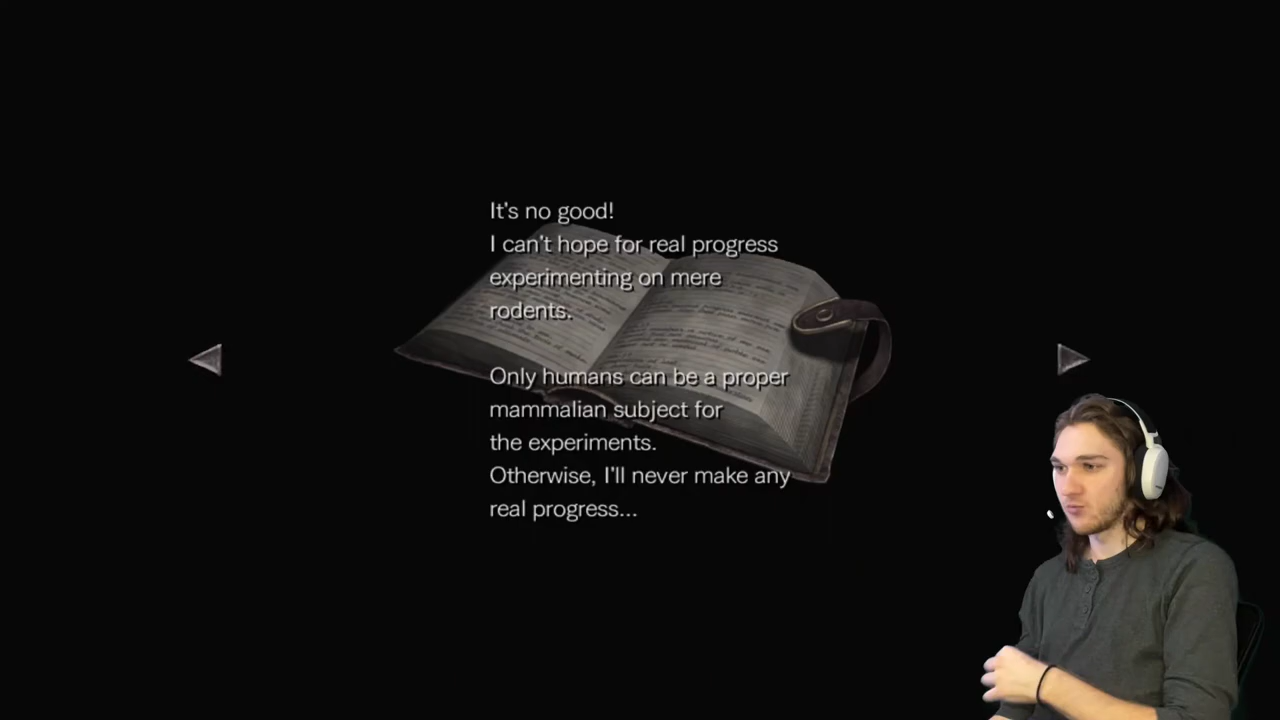 It's no good!
I can't hope for real progress
experimenting on mere
rodents.
Only humans can be a proper
mammalian subject for
the experiments.
Otherwise, I'll never make any
real progress...